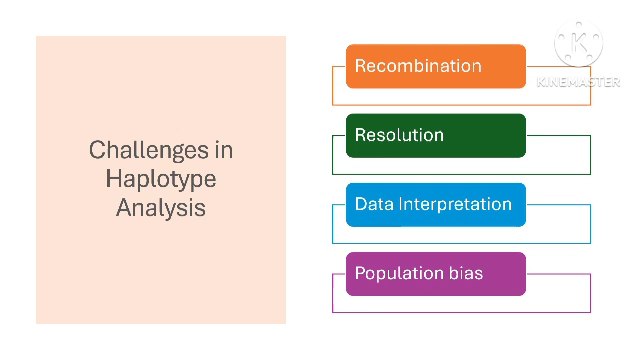 Challenges in
Haplotype
Analysis
Recombination
Resolution
Data Interpretation
Population bias
K
KINEMASTER